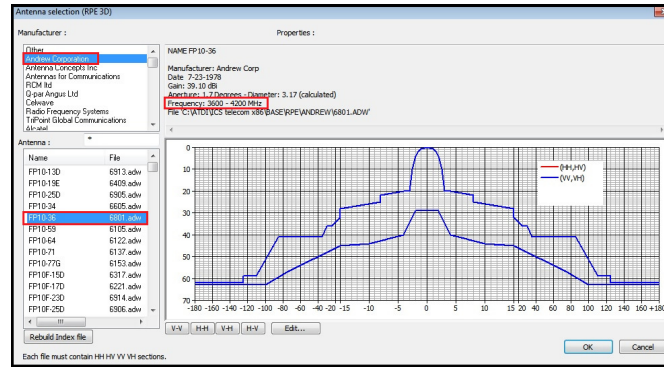 Antenna selection (RPE 3D)
Manufacturer :
Properties :
Other
Andrew Corporation
Antenna Concepts Inc
Antennas for Communications
RCM ltd
Q-par Angus Ltd
Celwave
Radio Frequency Systems
TriPoint Global Communications
Alcatel
NAME FP10-36
Manufacturer: Andrew Corp
Date 7-23-1978
Gain: 39.10 dBi
Aperture: 1.7 Degrees - Diameter: 3.17 (calculated)
Frequency: 3600 - 4200 MHz
File 'C:\ATDI\ICS telecom x86\BASE\RPE\ANDREW\6801.ADW'
Antenna :
*
Name File
FP10-13D 6913.adw
FP10-19E 6409.adw
FP10-25D 6905.adw
FP10-34 6605.adw
FP10-36 6801.adw
FP10-59 6105.adw
FP10-64 6122.adw
FP10-71 6137.adw
FP10-77G 6153.adw
FP10F-15D 6317.adw
FP10F-17D 6221.adw
FP10F-23D 6914.adw
FP10F-25D 6906.adw
Rebuild Index file
Each file must contain HH HV VV VH sections.
0
10
20
30
40
50
60
70
(HH,HV)
(VV,VH)
-180 -160 -140 -120 -100 -80 -60 -40 -20 -15 -10 -5 0 5 10 15 20 40 60 80 100 120 140 160 +180
V-V H-H V-H H-V Edit...
OK Cancel